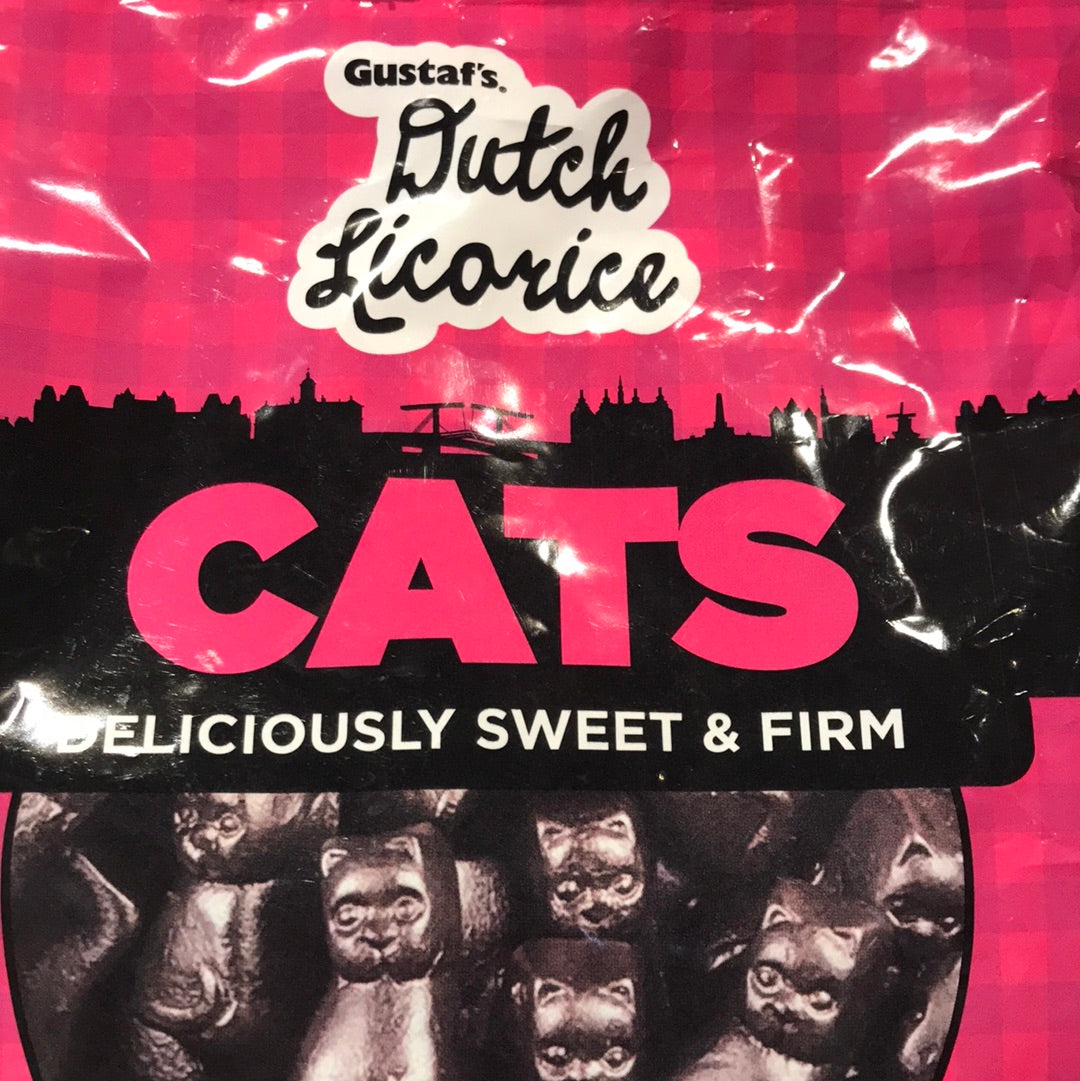 Gustaf's®
Dutch
Licorice
CATS
DELICIOUSLY SWEET & FIRM